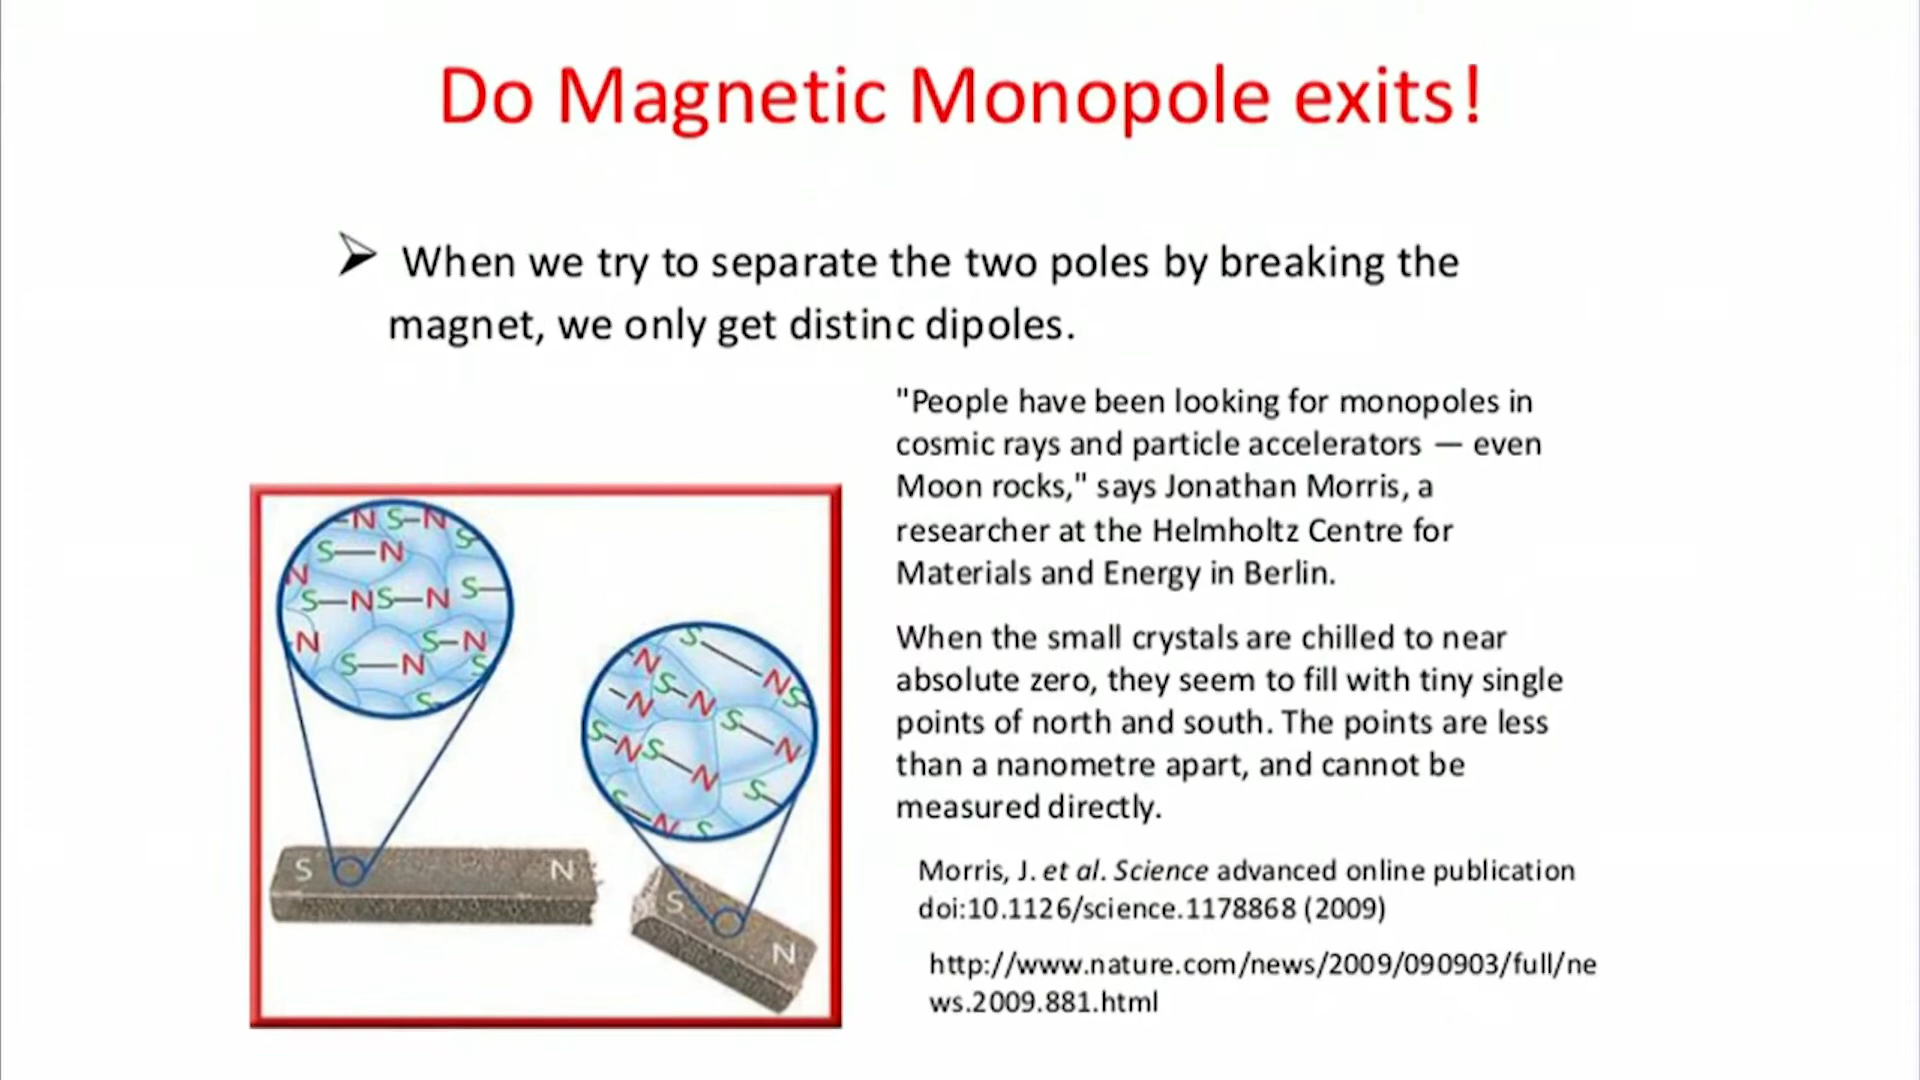 Do Magnetic Monopole exits!
When we try to separate the two poles by breaking the
magnet, we only get distinc dipoles.
"People have been looking for monopoles in
cosmic rays and particle accelerators — even
Moon rocks," says Jonathan Morris, a
researcher at the Helmholtz Centre for
Materials and Energy in Berlin.
When the small crystals are chilled to near
absolute zero, they seem to fill with tiny single
points of north and south. The points are less
than a nanometre apart, and cannot be
measured directly.
Morris, J. et al. Science advanced online publication
doi:10.1126/science.1178868 (2009)
http://www.nature.com/news/2009/090903/full/ne
ws.2009.881.html
N S N
S
S N
N
S N S N S
N
S N
S N S
S
S
N S
N
S N
N
S N
S
N S
N
S
S
N S
S N
S N